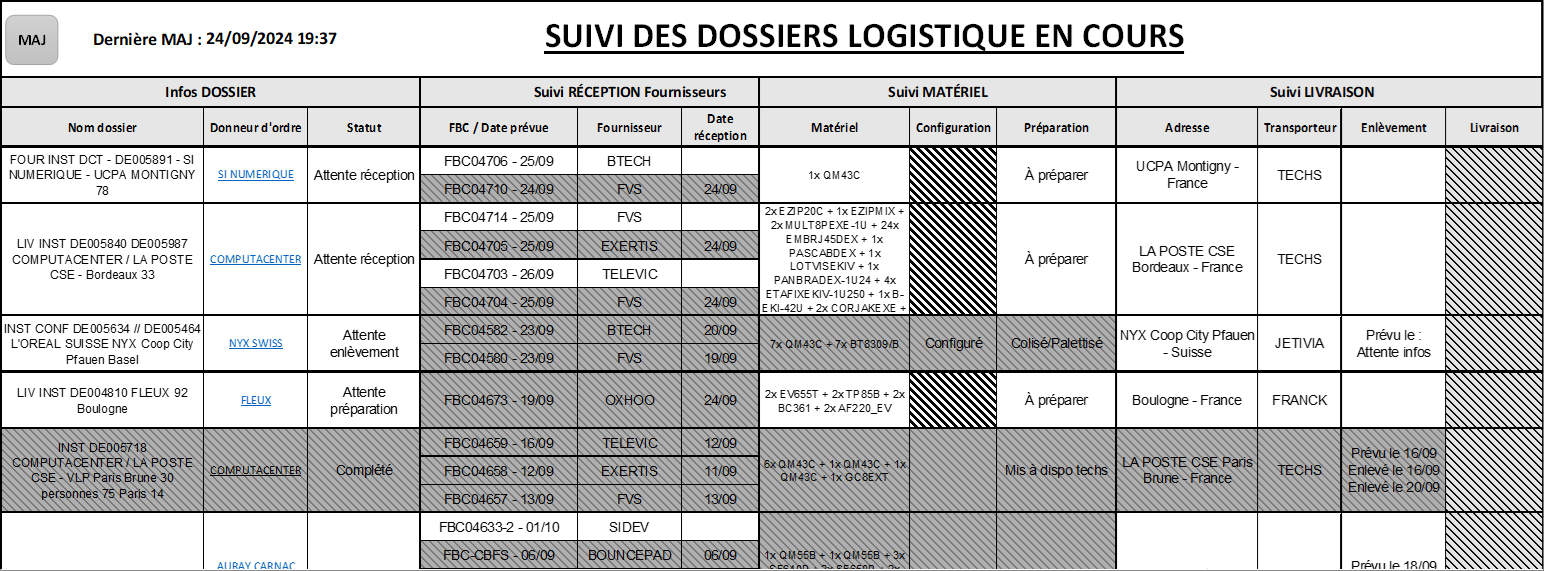 MAJ
Dernière MAJ : 24/09/2024 19:37
SUIVI DES DOSSIERS LOGISTIQUE EN COURS
Infos DOSSIER
Suivi RÉCEPTION Fournisseurs
Suivi MATÉRIEL
Suivi LIVRAISON
Nom dossier
Donneur d'ordre
Statut
FBC / Date prévue
Fournisseur
Date
réception
Matériel
Configuration
Préparation
Adresse
Transporteur
Enlèvement
Livraison
FOUR INST DCT - DE005891 - SI
NUMERIQUE - UCPA MONTIGNY
78
SI NUMERIQUE
Attente réception
FBC04706 - 25/09
BTECH
FBC04710 - 24/09
FVS
24/09
1x QM43C
À préparer
UCPA Montigny -
France
TECHS
LIV INST DE005840 DE005987
COMPUTACENTER / LA POSTE
CSE - Bordeaux 33
COMPUTACENTER
Attente réception
FBC04714 - 25/09
FVS
FBC04705 - 25/09
EXERTIS
24/09
FBC04703 - 26/09
TELEVIC
FBC04704 - 25/09
FVS
24/09
2x EZIP20C + 1x EZIPMIX +
2x MULT8PEXE-1U + 24x
EMBRJ45DEX + 1x
PASCABDEX + 1x
LOTVISEKIV + 1x
PANBRADEX-1U24 + 4x
ETAFIXEKIV-1U250 + 1x B-
EKI-42U + 2x CORJAKEXE +
À préparer
LA POSTE CSE
Bordeaux - France
TECHS
INST CONF DE005634 // DE005464
L'OREAL SUISSE NYX Coop City
Pfauen Basel
NYX SWISS
Attente
enlèvement
FBC04582 - 23/09
BTECH
20/09
FBC04580 - 23/09
FVS
19/09
7x QM43C + 7x BT8309/B
Configuré
Colisé/Palettisé
NYX Coop City Pfauen
- Suisse
JETIVIA
Prévu le :
Attente infos
LIV INST DE004810 FLEUX 92
Boulogne
FLEUX
Attente
préparation
FBC04673 - 19/09
OXHOO
24/09
2x EV655T + 2x TP85B + 2x
BC361 + 2x AF220_EV
À préparer
Boulogne - France
FRANCK
INST DE005718
COMPUTACENTER / LA POSTE
CSE - VLP Paris Brune 30
personnes 75 Paris 14
COMPUTACENTER
Complété
FBC04659 - 16/09
TELEVIC
12/09
FBC04658 - 12/09
EXERTIS
11/09
FBC04657 - 13/09
FVS
13/09
6x QM43C + 1x QM43C + 1x
QM43C + 1x GC8EXT
Mis à dispo techs
LA POSTE CSE Paris
Brune - France
TECHS
Prévu le 16/09
Enlevé le 16/09
Enlevé le 20/09
AURAY CARNAC
FBC04633-2 - 01/10
SIDEV
FBC-CBFS - 06/09
BOUNCEPAD
06/09
1x QM55B + 1x QM55B + 3x
Prévu le 18/09